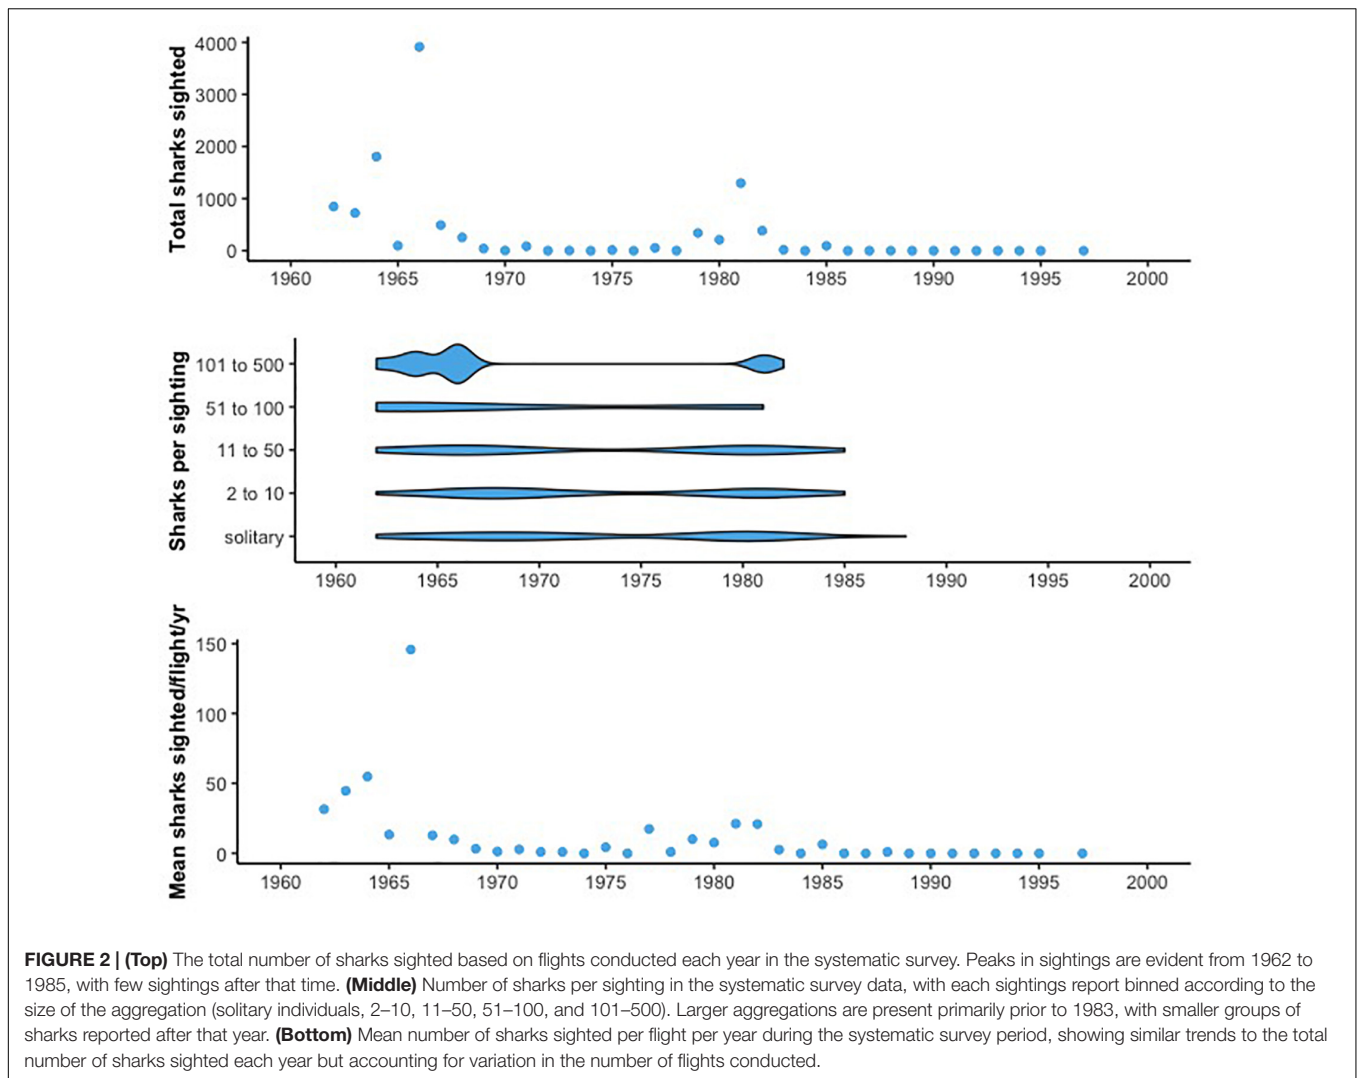 Total sharks sighted
4000
3000
2000
1000
0
1960 1965 1970 1975 1980 1985 1990 1995 2000
Sharks per sighting
101 to 500
51 to 100
11 to 50
2 to 10
solitary
1960 1965 1970 1975 1980 1985 1990 1995 2000
Mean sharks sighted/flight/yr
150
100
50
0
1960 1965 1970 1975 1980 1985 1990 1995 2000
FIGURE 2 | (Top) The total number of sharks sighted based on flights conducted each year in the systematic survey. Peaks in sightings are evident from 1962 to
1985, with few sightings after that time. (Middle) Number of sharks per sighting in the systematic survey data, with each sightings report binned according to the
size of the aggregation (solitary individuals, 2–10, 11–50, 51–100, and 101–500). Larger aggregations are present primarily prior to 1983, with smaller groups of
sharks reported after that year. (Bottom) Mean number of sharks sighted per flight per year during the systematic survey period, showing similar trends to the total
number of sharks sighted each year but accounting for variation in the number of flights conducted.